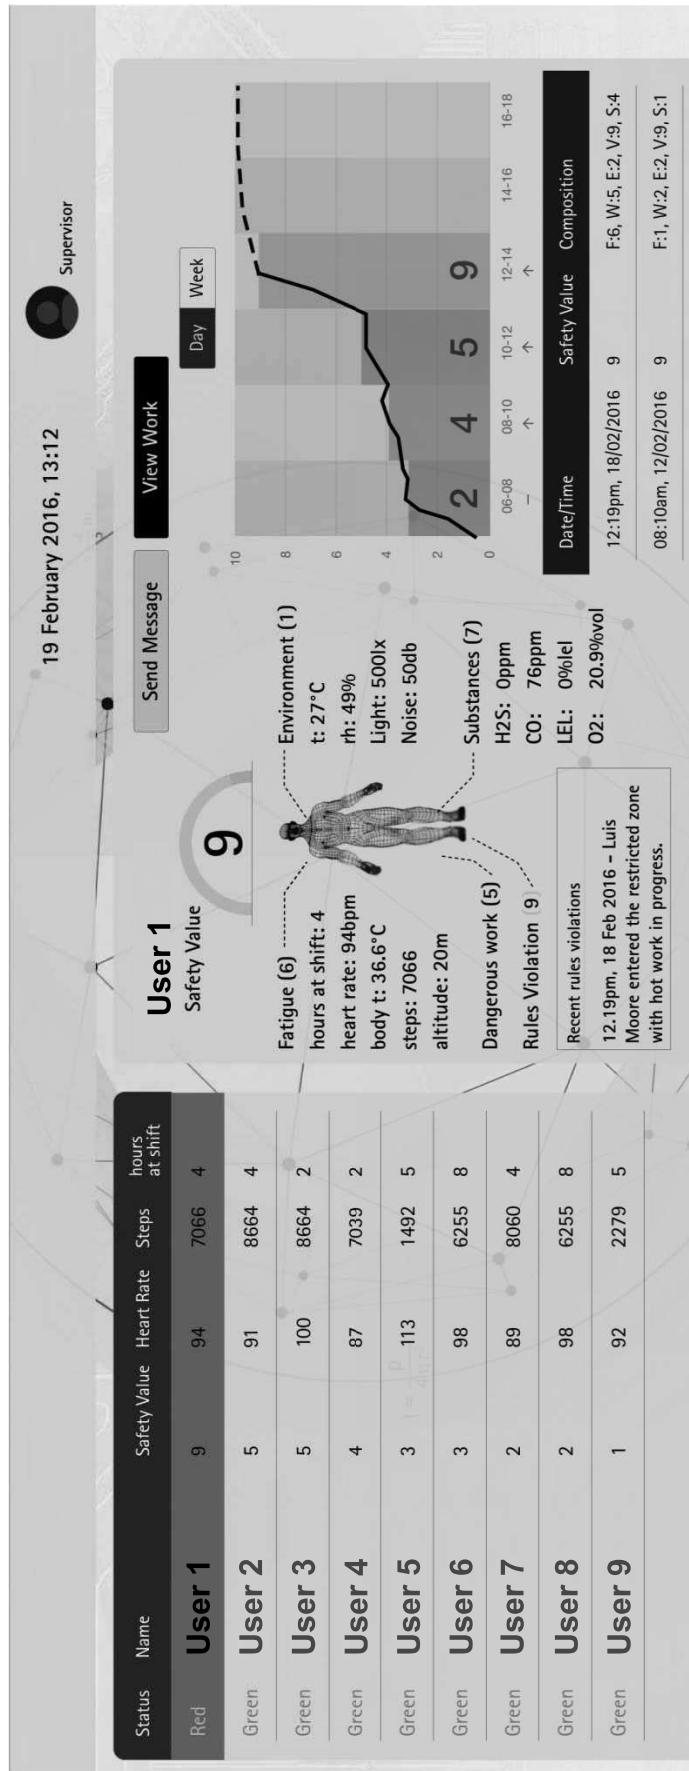 19 February 2016, 13:12
Supervisor
Status Name Safety Value Heart Rate Steps hours at shift
Red User 1 9 94 7066 4
Green User 2 5 91 8664 4
Green User 3 5 100 8664 2
Green User 4 4 87 7039 2
Green User 5 3 113 1492 5
Green User 6 3 98 6255 8
Green User 7 2 89 8060 4
Green User 8 2 98 6255 8
Green User 9 1 92 2279 5
User 1
Safety Value
9
Send Message
View Work
Fatigue (6)
hours at shift: 4
heart rate: 94bpm
body t: 36.6°C
steps: 7066
altitude: 20m
Dangerous work (5)
Rules Violation (9)
Environment (1)
t: 27°C
rh: 49%
Light: 500lx
Noise: 50db
Substances (7)
H2S: 0ppm
CO: 76ppm
LEL: 0%lel
O2: 20.9%vol
Recent rules violations
12.19pm, 18 Feb 2016 – Luis
Moore entered the restricted zone
with hot work in progress.
Day Week
10
8
6
4
2
0
2 4 5 9
06-08 08-10 10-12 12-14 14-16 16-18
– ↑ ↑ ↑
Date/Time Safety Value Composition
12:19pm, 18/02/2016 9 F:6, W:5, E:2, V:9, S:4
08:10am, 12/02/2016 9 F:1, W:2, E:2, V:9, S:1